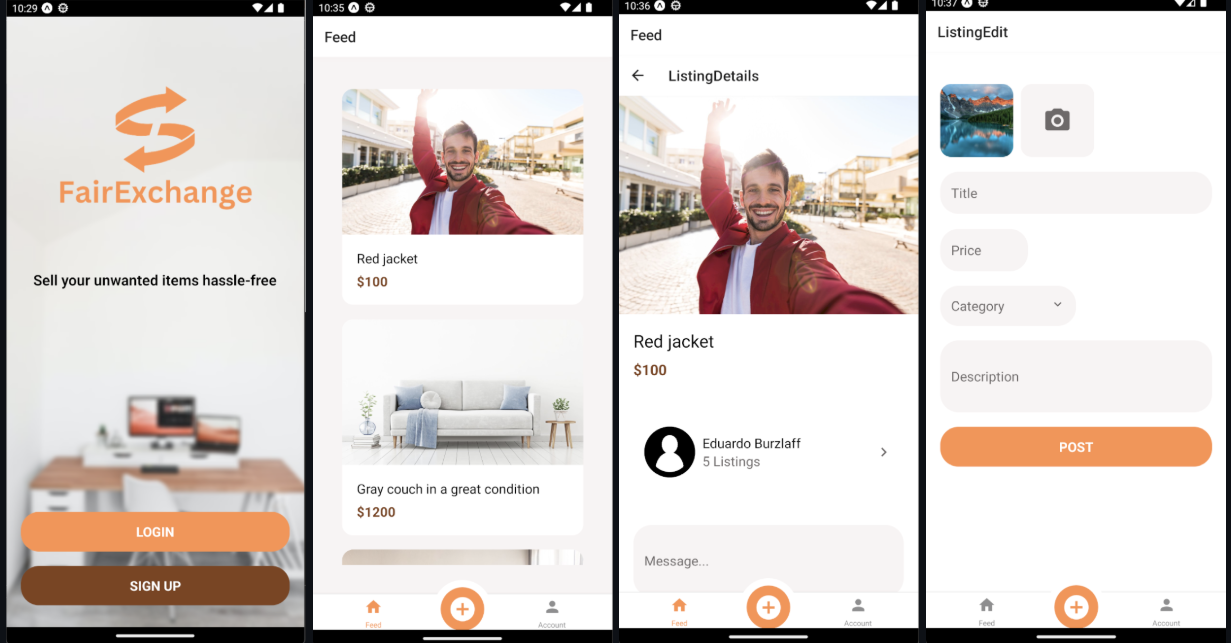 10:29
FairExchange
Sell your unwanted items hassle-free
LOGIN
SIGN UP
10:35
Feed
Red jacket
$100
Gray couch in a great condition
$1200
Feed
Account
10:36
Feed
ListingDetails
Red jacket
$100
Eduardo Burzlaff
5 Listings
Message...
Feed
Account
10:37
ListingEdit
Title
Price
Category
Description
POST
Feed
Account